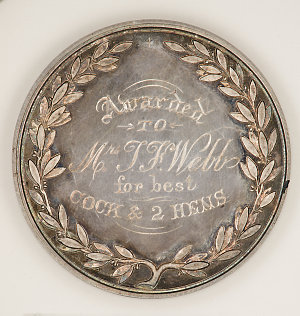 Awarded
TO
Mrs J. F. Webb
for best
COCK & 2 HENS